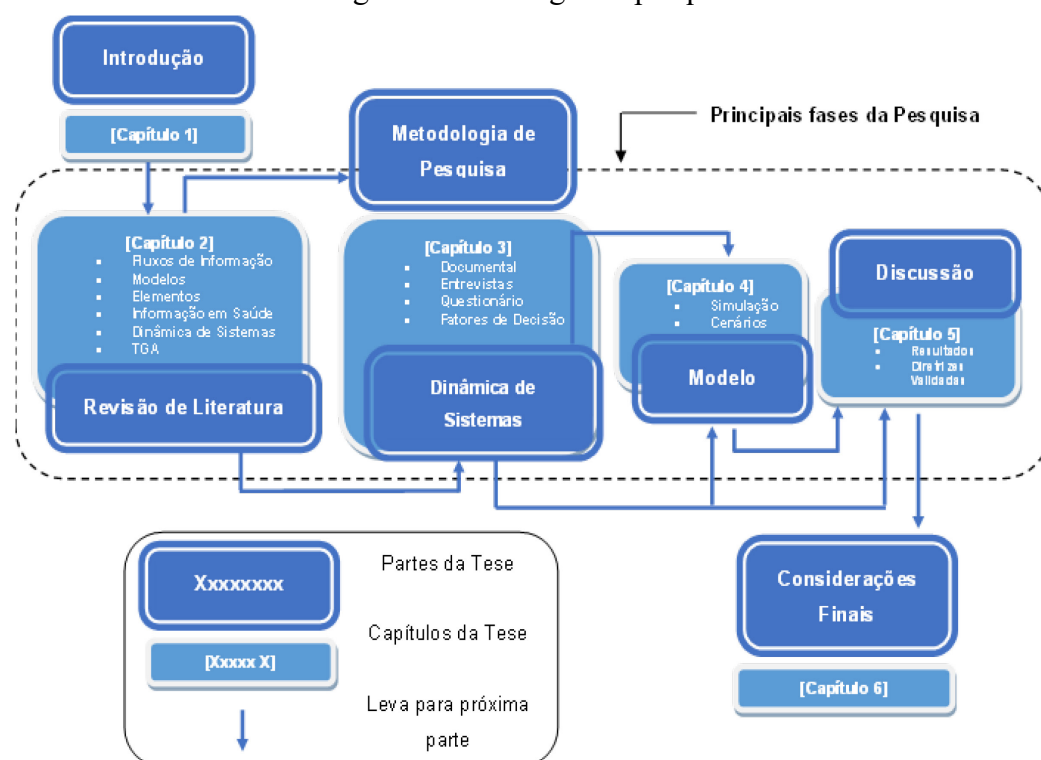 Introdução
[Capítulo 1]
Metodologia de
Pesquisa
Principais fases da Pesquisa
[Capítulo 2]
▪ Fluxos de Informação
▪ Modelos
▪ Elementos
▪ Informação em Saúde
▪ Dinâmica de Sistemas
▪ TGA
Revisão de Literatura
[Capítulo 3]
▪ Documental
▪ Entrevistas
▪ Questionário
▪ Fatores de Decisão
Dinâmica de
Sistemas
[Capítulo 4]
▪ Simulação
▪ Cenários
Modelo
Discussão
[Capítulo 5]
▪ Resultados
▪ Diretrizes
Validadas
Xxxxxxxx
Partes da Tese
Capítulos da Tese
[Xxxxx X]
Leva para próxima
parte
Considerações
Finais
[Capítulo 6]